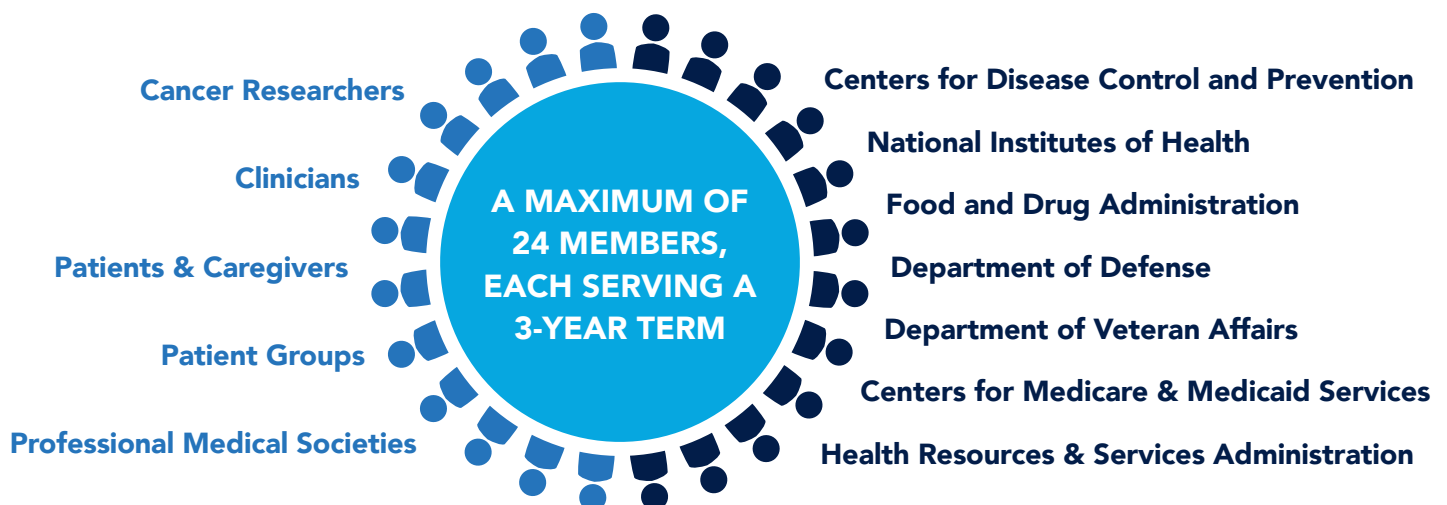 Cancer Researchers
Clinicians
Patients & Caregivers
Patient Groups
Professional Medical Societies
A MAXIMUM OF
24 MEMBERS,
EACH SERVING A
3-YEAR TERM
Centers for Disease Control and Prevention
National Institutes of Health
Food and Drug Administration
Department of Defense
Department of Veteran Affairs
Centers for Medicare & Medicaid Services
Health Resources & Services Administration